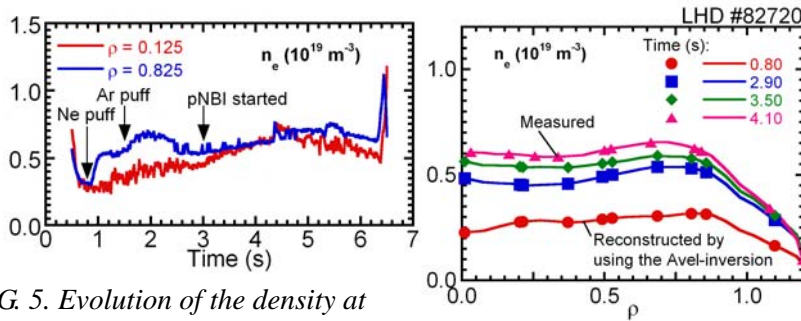 LHD #82720
1.5
1.0
0.5
0.0
ρ = 0.125
ρ = 0.825
nₑ (10¹⁹ m⁻³)
Ne puff
Ar puff
pNBI started
0 1 2 3 4 5 6 7
Time (s)
1.0
0.5
0.0
nₑ (10¹⁹ m⁻³)
Time (s):
0.80
2.90
3.50
4.10
Measured
Reconstructed by
using the Avel-inversion
0.0 0.5 1.0
ρ
G. 5. Evolution of the density at